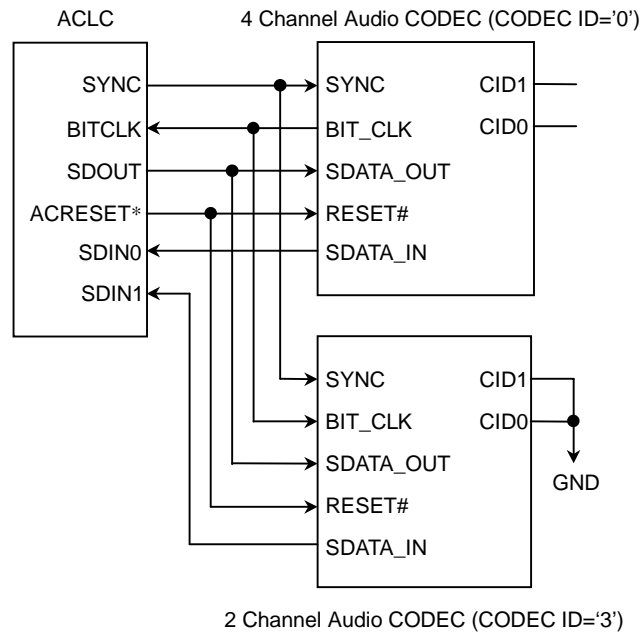 ACLC
4 Channel Audio CODEC (CODEC ID='0')
SYNC
BITCLK
SDOUT
ACRESET*
SDIN0
SDIN1
SYNC
BIT_CLK
SDATA_OUT
RESET#
SDATA_IN
CID1
CID0
SYNC
BIT_CLK
SDATA_OUT
RESET#
SDATA_IN
CID1
CID0
GND
2 Channel Audio CODEC (CODEC ID=‘3’)